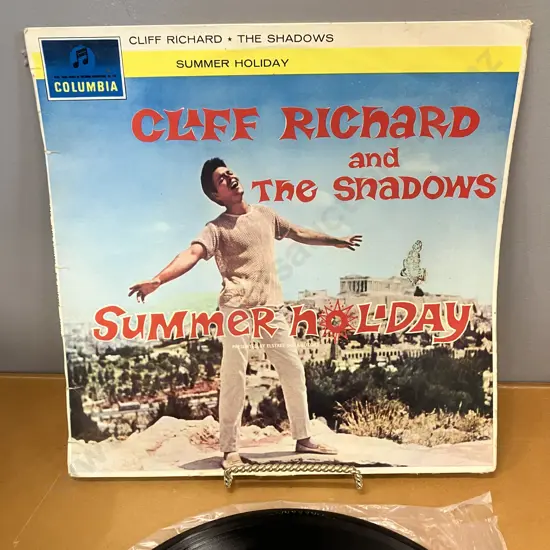 CLIFF RICHARD ★ THE SHADOWS
SUMMER HOLIDAY
COLUMBIA
CLIFF RICHARD
and
THE SHADOWS
SUMMER HOLIDAY